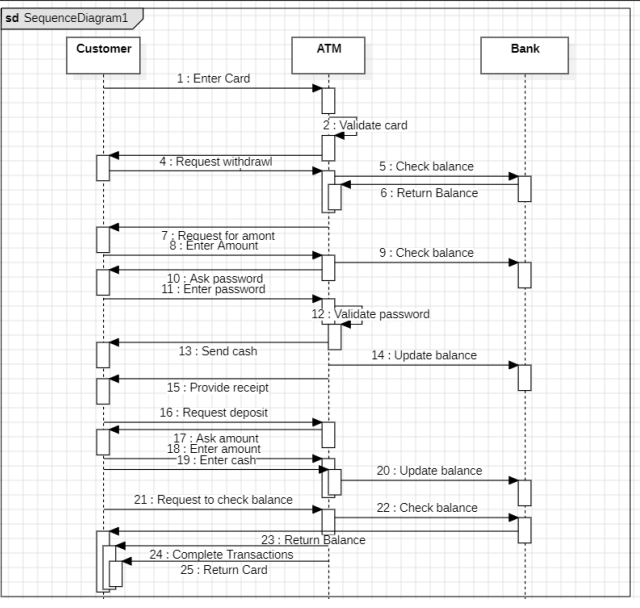 sd SequenceDiagram1
Customer
ATM
Bank
1 : Enter Card
2 : Validate card
4 : Request withdrawl
5 : Check balance
6 : Return Balance
7 : Request for amont
8 : Enter Amount
9 : Check balance
10 : Ask password
11 : Enter password
12 : Validate password
13 : Send cash
14 : Update balance
15 : Provide receipt
16 : Request deposit
17 : Ask amount
18 : Enter amount
19 : Enter cash
20 : Update balance
21 : Request to check balance
22 : Check balance
23 : Return Balance
24 : Complete Transactions
25 : Return Card